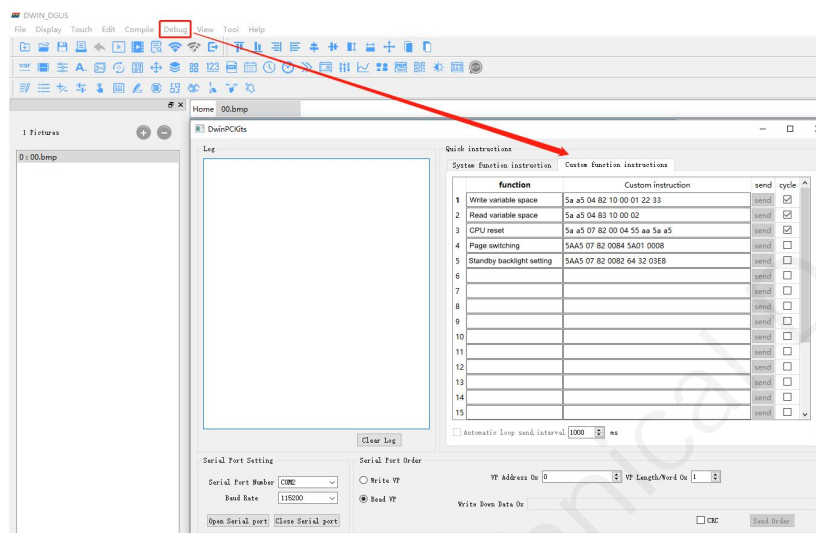 DWIN_DGUS
File Display Touch Edit Compile Debug View Tool Help
Home 00.bmp
1 Pictures
0 : 00.bmp
DwinPCKits
Log
Quick instructions
System function instruction Custom function instructions
function Custom instruction send cycle
1 Write variable space 5a a5 04 82 10 00 01 22 33 send
2 Read variable space 5a a5 04 83 10 00 02 send
3 CPU reset 5a a5 07 82 00 04 55 aa 5a a5 send
4 Page switching 5AA5 07 82 0084 5A01 0008 send
5 Standby backlight setting 5AA5 07 82 0082 64 32 03E8 send
6 send
7 send
8 send
9 send
10 send
11 send
12 send
13 send
14 send
15 send
Automatic loop send interval 1000 ms
Clear Log
Serial Port Setting
Serial Port Number COM2
Baud Rate 115200
Open Serial port Close Serial port
Serial Port Order
Write VP
Read VP
VP Address 0x 0 VP Length/Word 0x 1
Write Down Data 0x
CRC Send Order